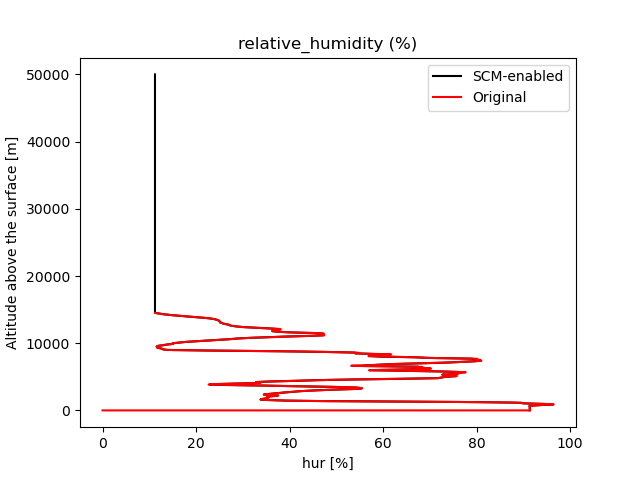 relative_humidity (%)
SCM-enabled
Original
50000
40000
30000
20000
10000
0
Altitude above the surface [m]
0 20 40 60 80 100
hur [%]